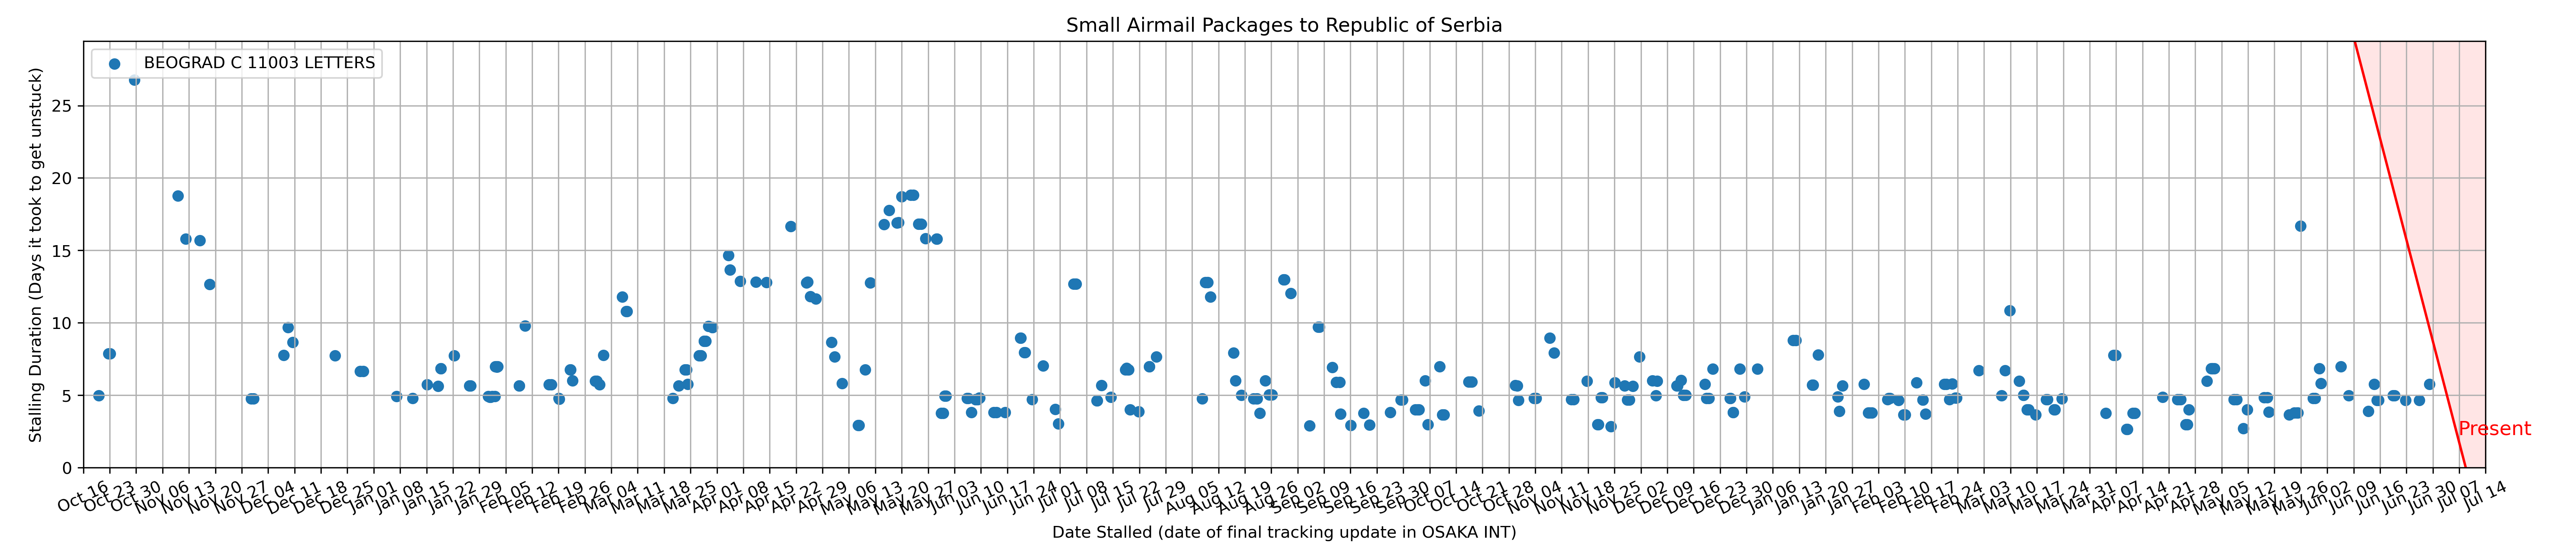 Small Airmail Packages to Republic of Serbia
BEOGRAD C 11003 LETTERS
Stalling Duration (Days it took to get unstuck)
25
20
15
10
5
0
Present
Oct 16 Oct 23 Oct 30 Nov 06 Nov 13 Nov 20 Nov 27 Dec 04 Dec 11 Dec 18 Dec 25 Jan 01 Jan 08 Jan 15 Jan 22 Jan 29 Feb 05 Feb 12 Feb 19 Feb 26 Mar 04 Mar 11 Mar 18 Mar 25 Apr 01 Apr 08 Apr 15 Apr 22 Apr 29 May 06 May 13 May 20 May 27 Jun 03 Jun 10 Jun 17 Jun 24 Jul 01 Jul 08 Jul 15 Jul 22 Jul 29 Aug 05 Aug 12 Aug 19 Aug 26 Sep 02 Sep 09 Sep 16 Sep 23 Sep 30 Oct 07 Oct 14 Oct 21 Oct 28 Nov 04 Nov 11 Nov 18 Nov 25 Dec 02 Dec 09 Dec 16 Dec 23 Dec 30 Jan 06 Jan 13 Jan 20 Jan 27 Feb 03 Feb 10 Feb 17 Feb 24 Mar 03 Mar 10 Mar 17 Mar 24 Mar 31 Apr 07 Apr 14 Apr 21 Apr 28 May 05 May 12 May 19 May 26 Jun 02 Jun 09 Jun 16 Jun 23 Jun 30 Jul 07 Jul 14
Date Stalled (date of final tracking update in OSAKA INT)